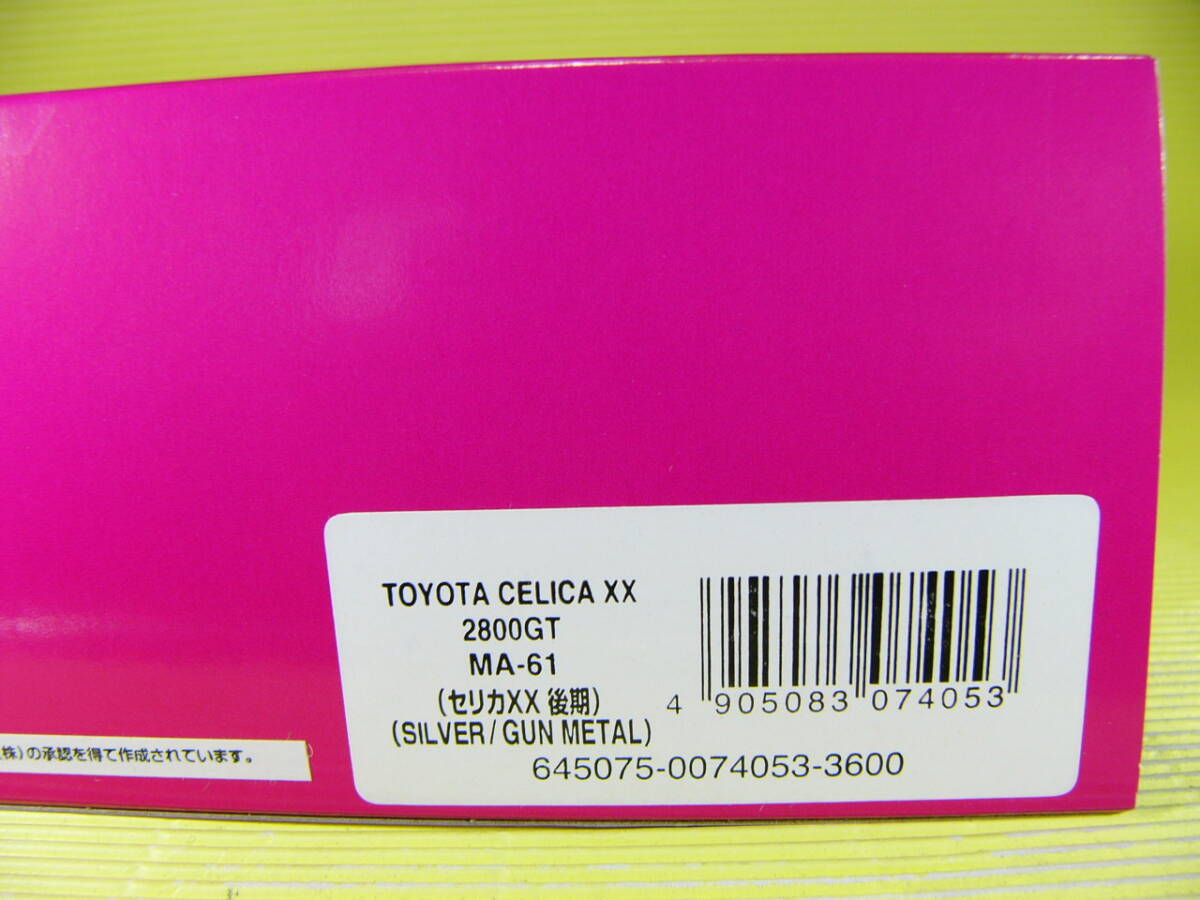 TOYOTA CELICA XX
2800GT
MA-61
(セリカXX 後期)
(SILVER/GUN METAL)
4 905083 074053
645075-0074053-3600
株)の承認を得て作成されています。